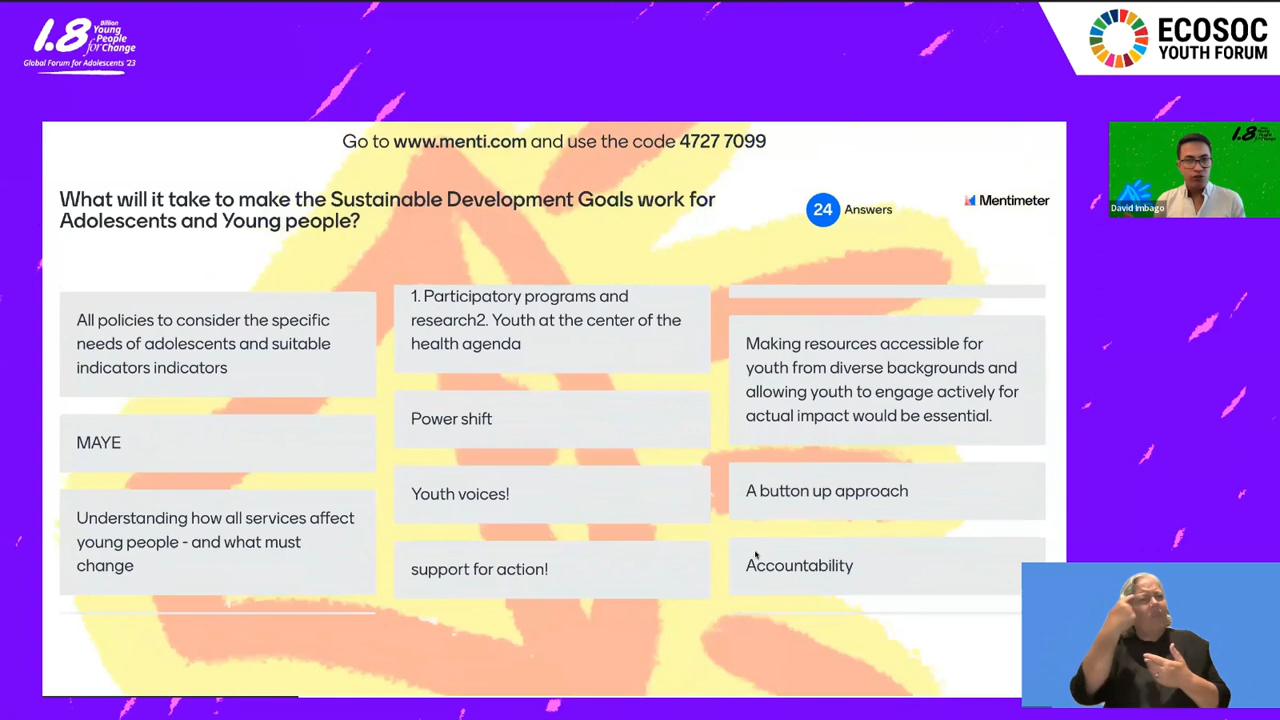 1.8
Billion
Young
People
for Change
Global Forum for Adolescents '23
ECOSOC
YOUTH FORUM
Go to www.menti.com and use the code 4727 7099
What will it take to make the Sustainable Development Goals work for
Adolescents and Young people?
24 Answers
Mentimeter
All policies to consider the specific
needs of adolescents and suitable
indicators indicators
MAYE
Understanding how all services affect
young people - and what must
change
1. Participatory programs and
research2. Youth at the center of the
health agenda
Power shift
Youth voices!
support for action!
Making resources accessible for
youth from diverse backgrounds and
allowing youth to engage actively for
actual impact would be essential.
A button up approach
Accountability
1.8
David Imbago